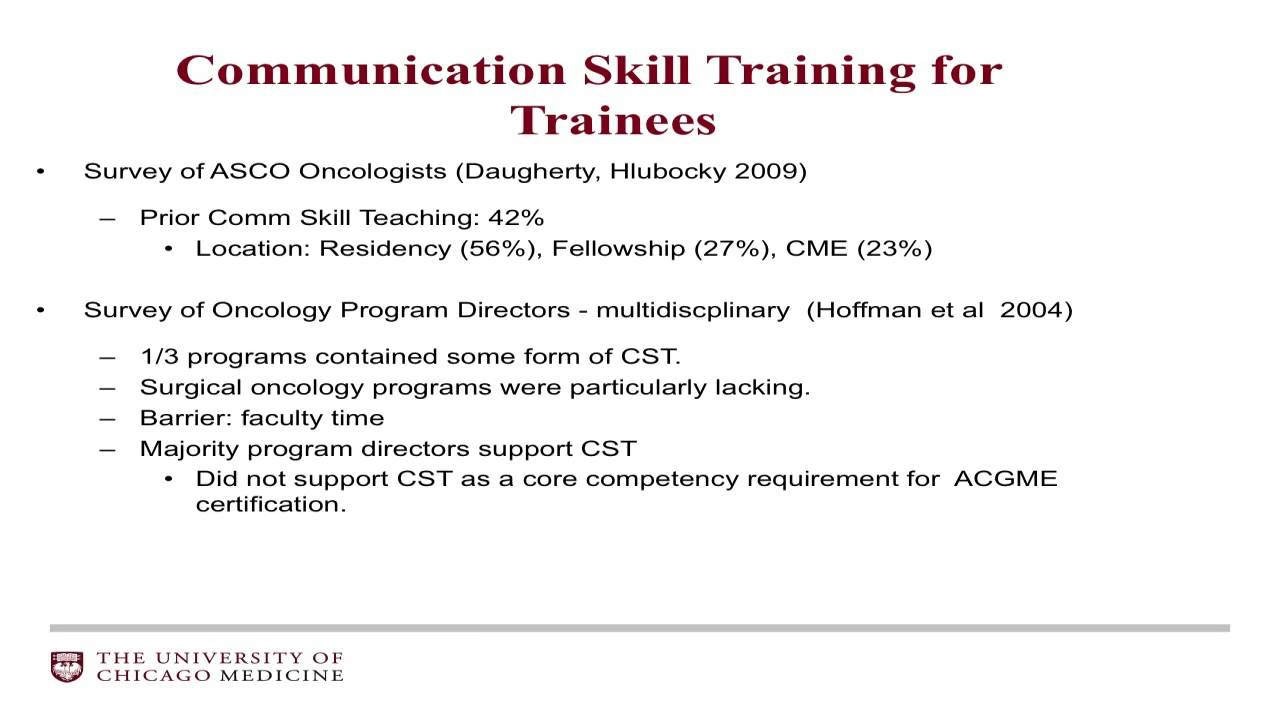 Communication Skill Training for
Trainees
• Survey of ASCO Oncologists (Daugherty, Hlubocky 2009)
– Prior Comm Skill Teaching: 42%
• Location: Residency (56%), Fellowship (27%), CME (23%)
• Survey of Oncology Program Directors - multidiscplinary (Hoffman et al 2004)
– 1/3 programs contained some form of CST.
– Surgical oncology programs were particularly lacking.
– Barrier: faculty time
– Majority program directors support CST
• Did not support CST as a core competency requirement for ACGME
certification.
THE UNIVERSITY OF
CHICAGO MEDICINE